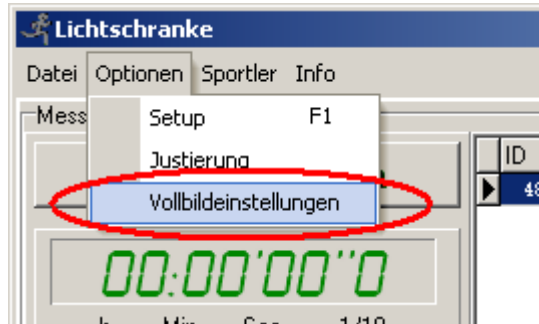 Lichtschranke
Datei Optionen Sportler Info
Mess
Setup F1
ID
Justierung
48
Vollbildeinstellungen
00:00'00''0
h Min Sec 1/10